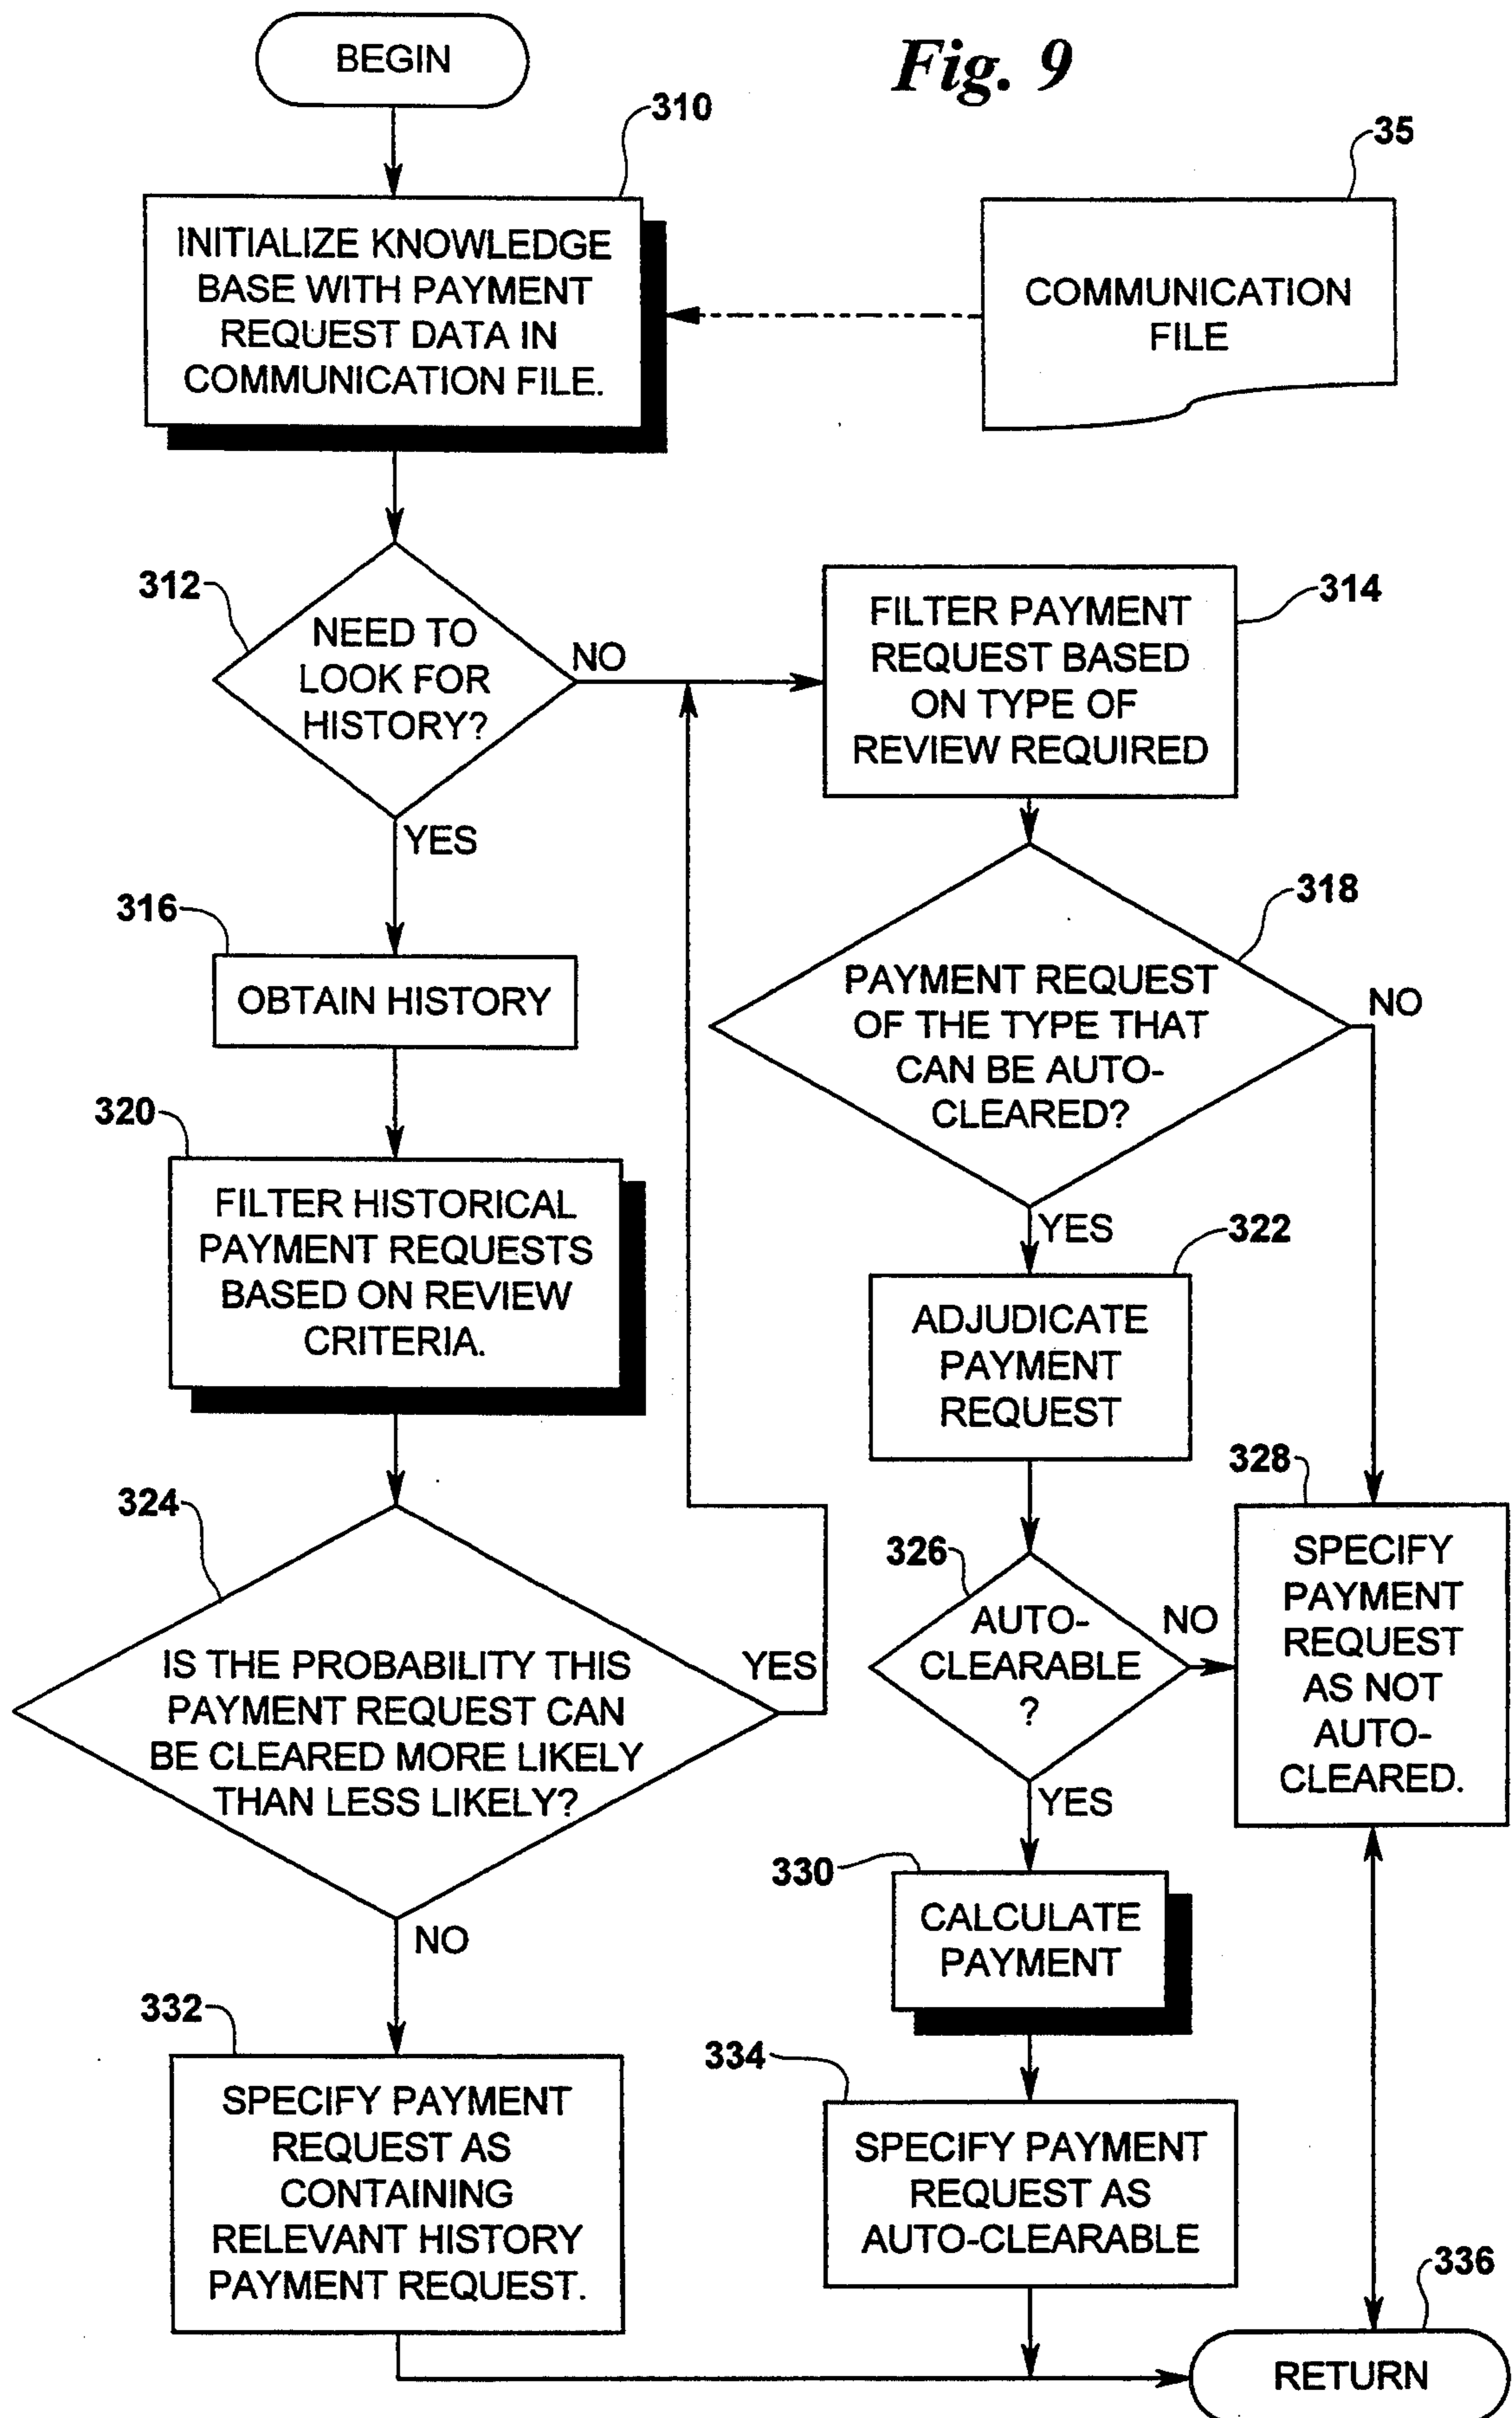 BEGIN
Fig. 9
310
35
INITIALIZE KNOWLEDGE
BASE WITH PAYMENT
REQUEST DATA IN
COMMUNICATION FILE.
COMMUNICATION
FILE
312
NEED TO
LOOK FOR
HISTORY?
NO
YES
314
FILTER PAYMENT
REQUEST BASED
ON TYPE OF
REVIEW REQUIRED
316
OBTAIN HISTORY
318
PAYMENT REQUEST
OF THE TYPE THAT
CAN BE AUTO-
CLEARED?
NO
YES
320
FILTER HISTORICAL
PAYMENT REQUESTS
BASED ON REVIEW
CRITERIA.
322
ADJUDICATE
PAYMENT
REQUEST
324
IS THE PROBABILITY THIS
PAYMENT REQUEST CAN
BE CLEARED MORE LIKELY
THAN LESS LIKELY?
YES
NO
326
AUTO-
CLEARABLE
?
NO
YES
328
SPECIFY
PAYMENT
REQUEST
AS NOT
AUTO-
CLEARED.
330
CALCULATE
PAYMENT
332
SPECIFY PAYMENT
REQUEST AS
CONTAINING
RELEVANT HISTORY
PAYMENT REQUEST.
334
SPECIFY PAYMENT
REQUEST AS
AUTO-CLEARABLE
336
RETURN